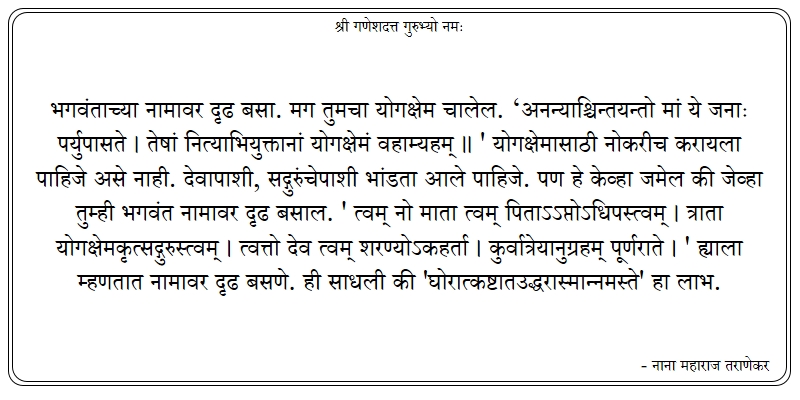 श्री गणेशदत्त गुरुभ्यो नमः
भगवंताच्या नामावर दृढ बसा. मग तुमचा योगक्षेम चालेल. ‘अनन्याश्चिन्तयन्तो मां ये जनाः
पर्युपासते । तेषां नित्याभियुक्तानां योगक्षेमं वहाम्यहम् ॥ ' योगक्षेमासाठी नोकरीच करायला
पाहिजे असे नाही. देवापाशी, सद्गुरुंचेपाशी भांडता आले पाहिजे. पण हे केव्हा जमेल की जेव्हा
तुम्ही भगवंत नामावर दृढ बसाल. ' त्वम् नो माता त्वम् पिताऽऽप्तोऽधिपस्त्वम् । त्राता
योगक्षेमकृत्सद्गुरुस्त्वम् । त्वत्तो देव त्वम् शरण्योऽकहर्ता । कुर्वात्रेयानुग्रहम् पूर्णराते । ' ह्याला
म्हणतात नामावर दृढ बसणे. ही साधली की 'घोरात्कष्टातउद्धरास्मान्नमस्ते' हा लाभ.
- नाना महाराज तराणेकर